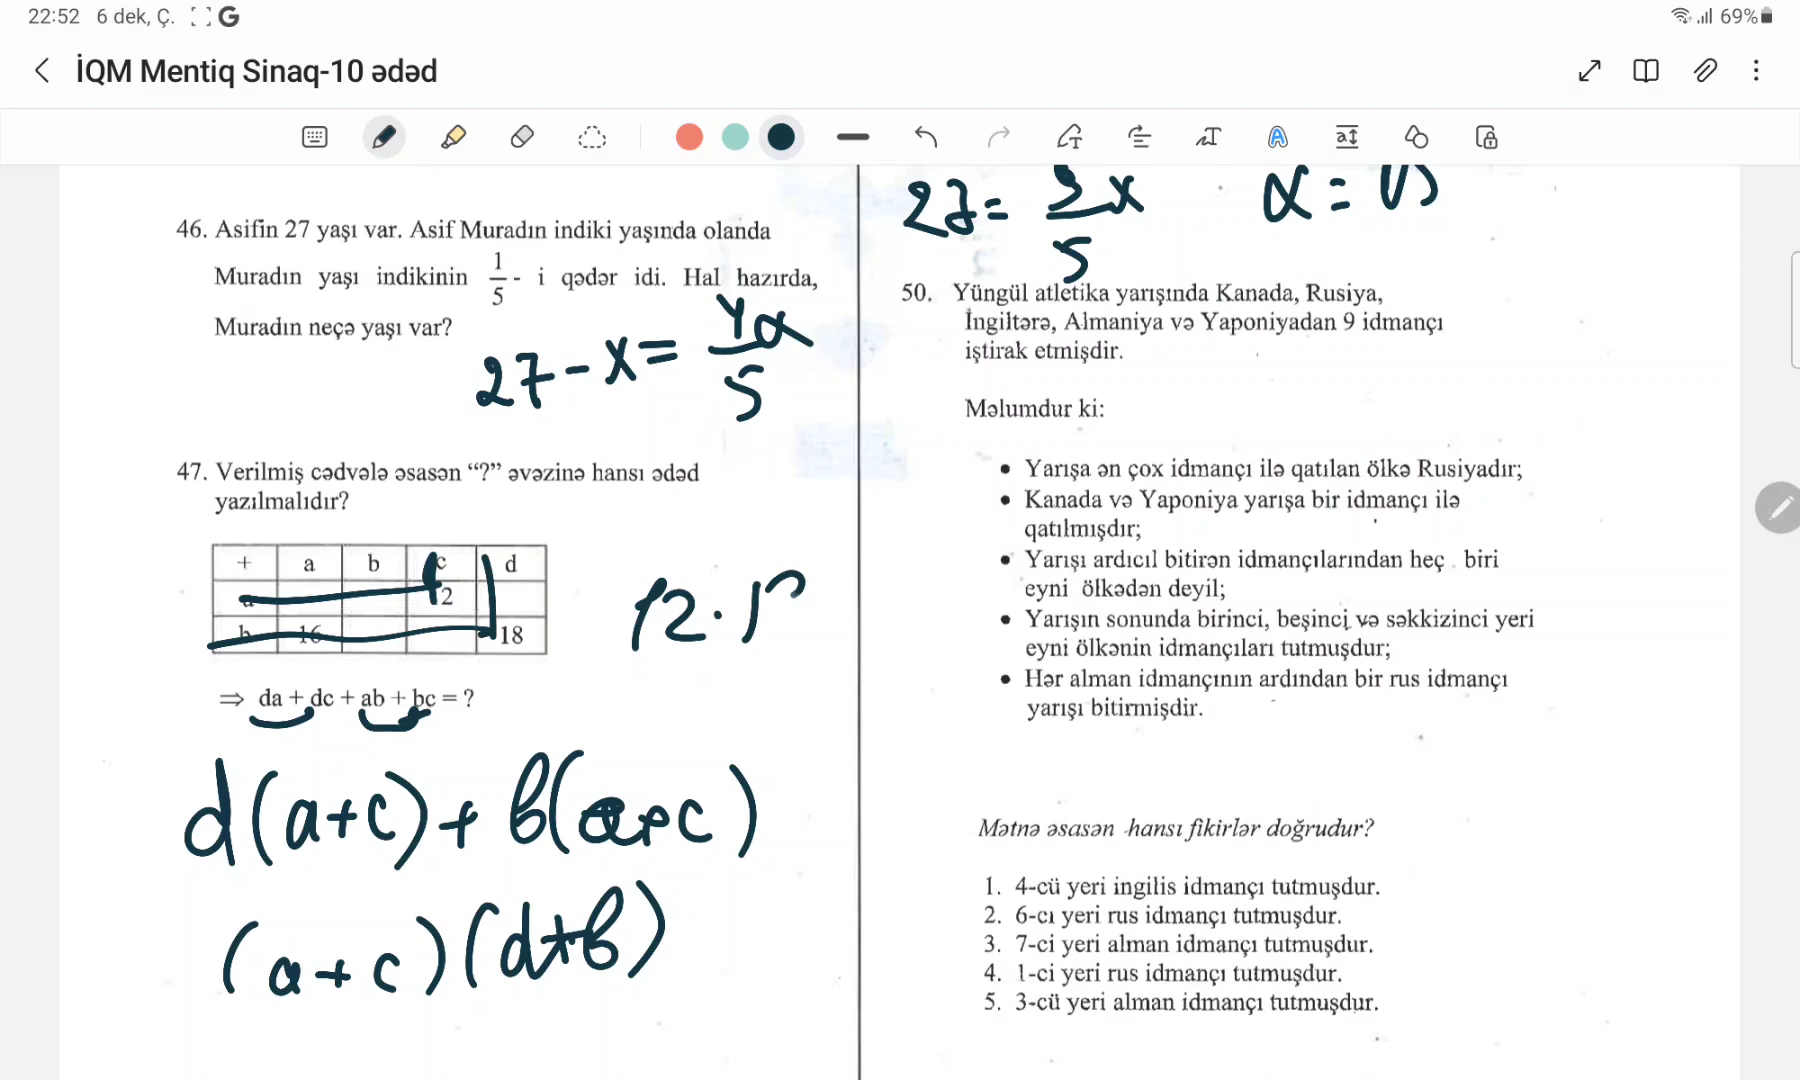 22:52 6 dek, Ç. G 69%
İQM Mentiq Sinaq-10 ədəd
46. Asifin 27 yaşı var. Asif Muradın indiki yaşında olanda
Muradın yaşı indikinin 1/5 - i qədər idi. Hal hazırda,
Muradın neçə yaşı var?
27 - x = 4x/5
47. Verilmiş cədvələ əsasən “?” əvəzinə hansı ədəd
yazılmalıdır?
+ a b c d
a 12
b 16 18
12·1
⇒ da + dc + ab + bc = ?
d(a+c) + b(a+c)
(a+c)(d+b)
27 = 9x/5 x = 15
50. Yüngül atletika yarışında Kanada, Rusiya,
İngiltərə, Almaniya və Yaponiyadan 9 idmançı
iştirak etmişdir.
Məlumdur ki:
• Yarışa ən çox idmançı ilə qatılan ölkə Rusiyadır;
• Kanada və Yaponiya yarışa bir idmançı ilə
qatılmışdır;
• Yarışı ardıcıl bitirən idmançılarından heç biri
eyni ölkədən deyil;
• Yarışın sonunda birinci, beşinci və səkkizinci yeri
eyni ölkənin idmançıları tutmuşdur;
• Hər alman idmançının ardından bir rus idmançı
yarışı bitirmişdir.
Mətnə əsasən hansı fikirlər doğrudur?
1. 4-cü yeri ingilis idmançı tutmuşdur.
2. 6-cı yeri rus idmançı tutmuşdur.
3. 7-ci yeri alman idmançı tutmuşdur.
4. 1-ci yeri rus idmançı tutmuşdur.
5. 3-cü yeri alman idmançı tutmuşdur.